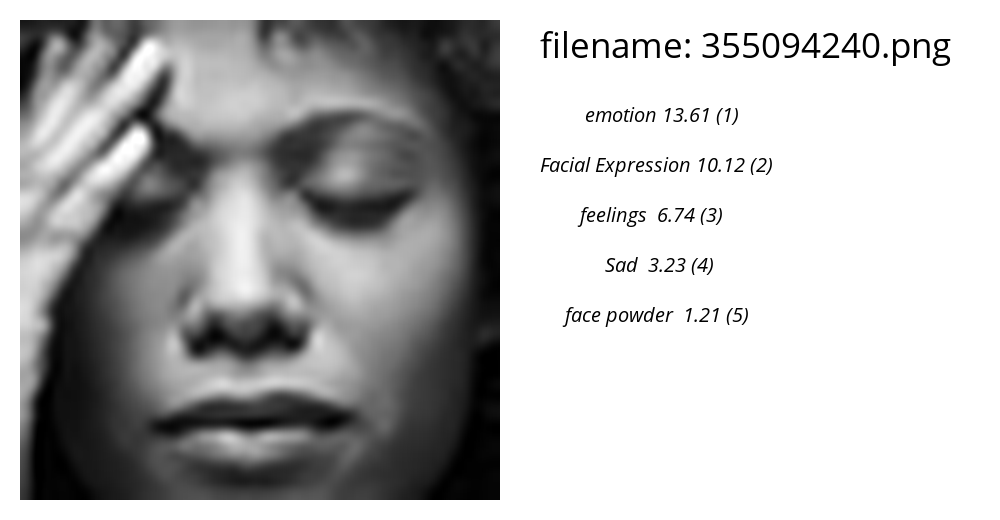 filename: 355094240.png
emotion 13.61 (1)
Facial Expression 10.12 (2)
feelings 6.74 (3)
Sad 3.23 (4)
face powder 1.21 (5)